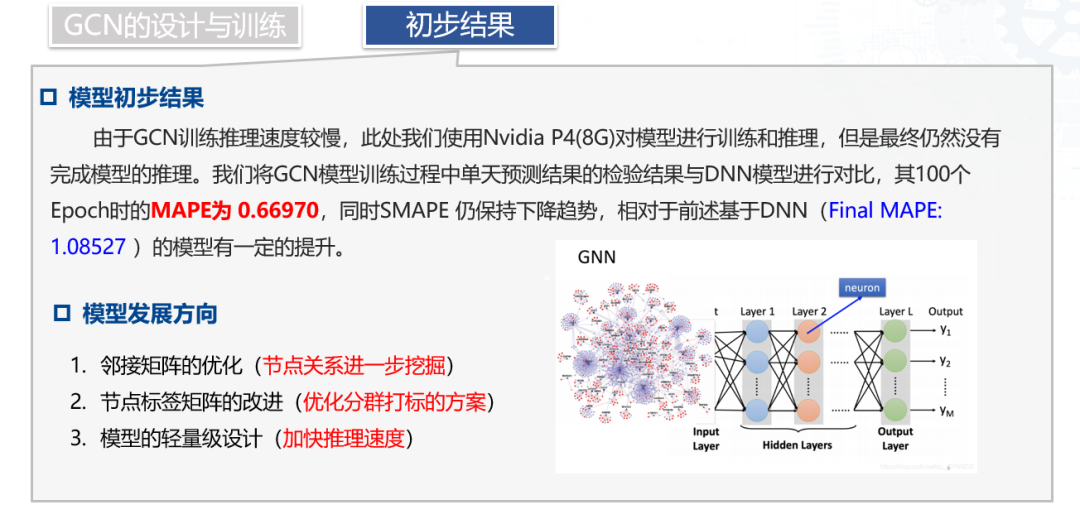 GCN的设计与训练
初步结果
模型初步结果
由于GCN训练推理速度较慢，此处我们使用Nvidia P4(8G)对模型进行训练和推理，但是最终仍然没有
完成模型的推理。我们将GCN模型训练过程中单天预测结果的检验结果与DNN模型进行对比，其100个
Epoch时的MAPE为 0.66970，同时SMAPE 仍保持下降趋势，相对于前述基于DNN（Final MAPE:
1.08527 ）的模型有一定的提升。
模型发展方向
1. 邻接矩阵的优化（节点关系进一步挖掘）
2. 节点标签矩阵的改进（优化分群打标的方案）
3. 模型的轻量级设计（加快推理速度）
GNN
neuron
t Layer 1 Layer 2 Layer L Output
...... y1
y2
...... yM
Input Layer
Hidden Layers
Output Layer